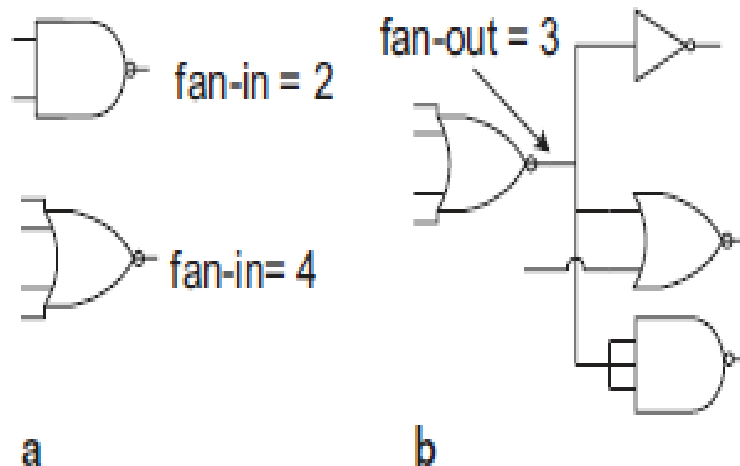 fan-in = 2
fan-in= 4
a
fan-out = 3
b